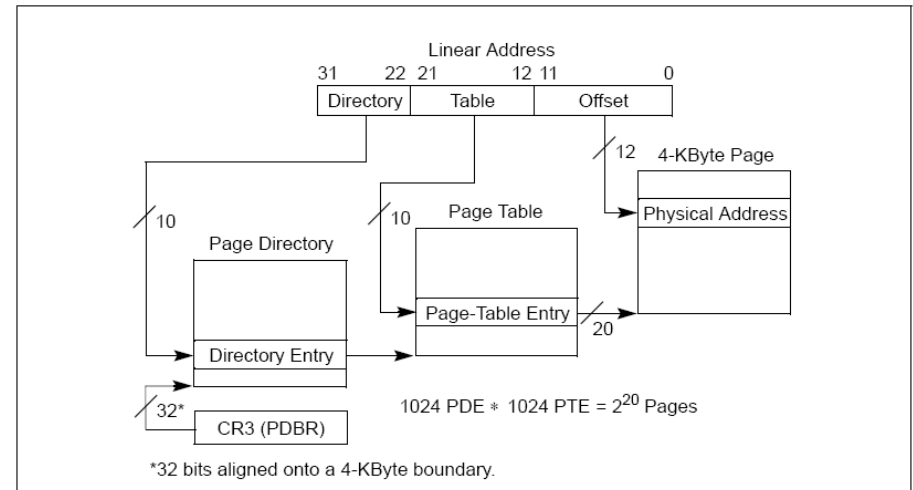 Linear Address
31 22 21 12 11 0
Directory Table Offset
12 4-KByte Page
10 10 Page Table Physical Address
Page Directory
Page-Table Entry
20
Directory Entry
32* 1024 PDE ∗ 1024 PTE = 2²⁰ Pages
CR3 (PDBR)
*32 bits aligned onto a 4-KByte boundary.